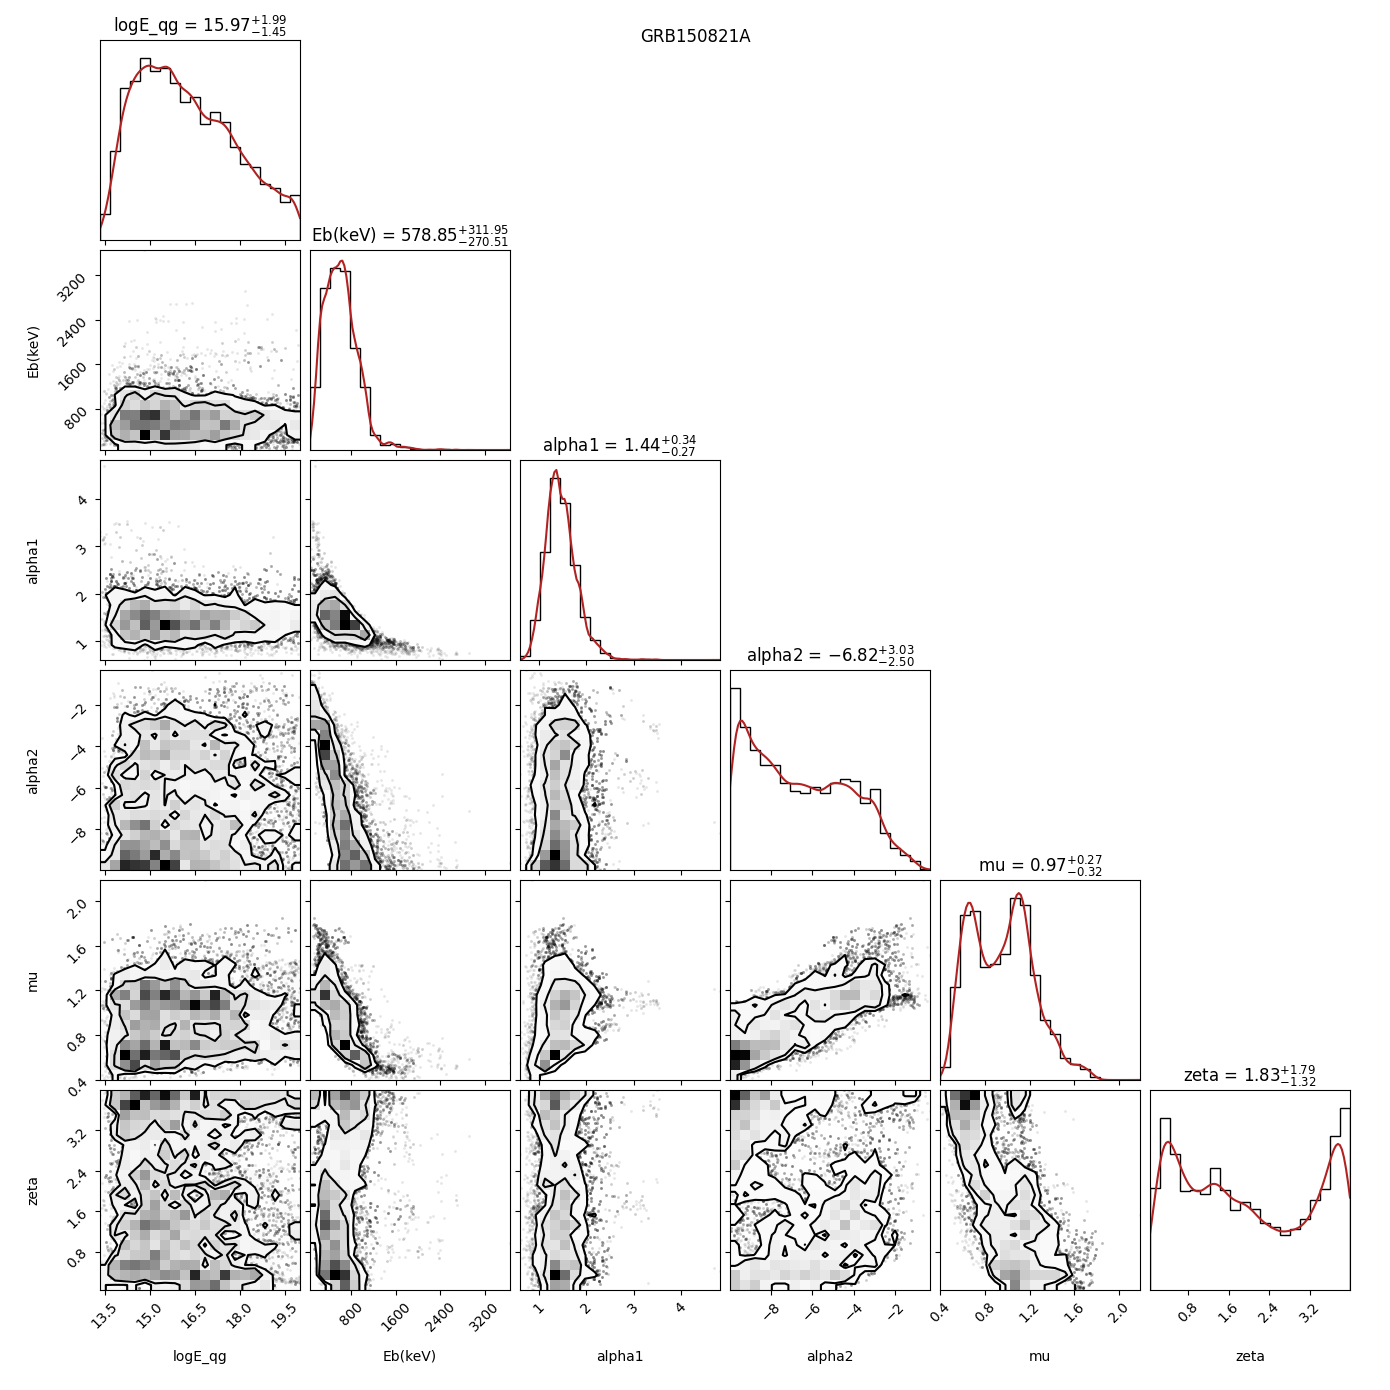 logE_qg = 15.97^{+1.99}_{−1.45}
GRB150821A
Eb(keV) = 578.85^{+311.95}_{−270.51}
3200
2400
1600
800
Eb(keV)
alpha1 = 1.44^{+0.34}_{−0.27}
4
3
2
1
alpha1
alpha2 = −6.82^{+3.03}_{−2.50}
−2
−4
−6
−8
alpha2
mu = 0.97^{+0.27}_{−0.32}
2.0
1.6
1.2
0.8
0.4
mu
zeta = 1.83^{+1.79}_{−1.32}
3.2
2.4
1.6
0.8
zeta
13.5 15.0 16.5 18.0 19.5 800 1600 2400 3200 1 2 3 4 −8 −6 −4 −2 0.4 0.8 1.2 1.6 2.0 0.8 1.6 2.4 3.2
logE_qg Eb(keV) alpha1 alpha2 mu zeta